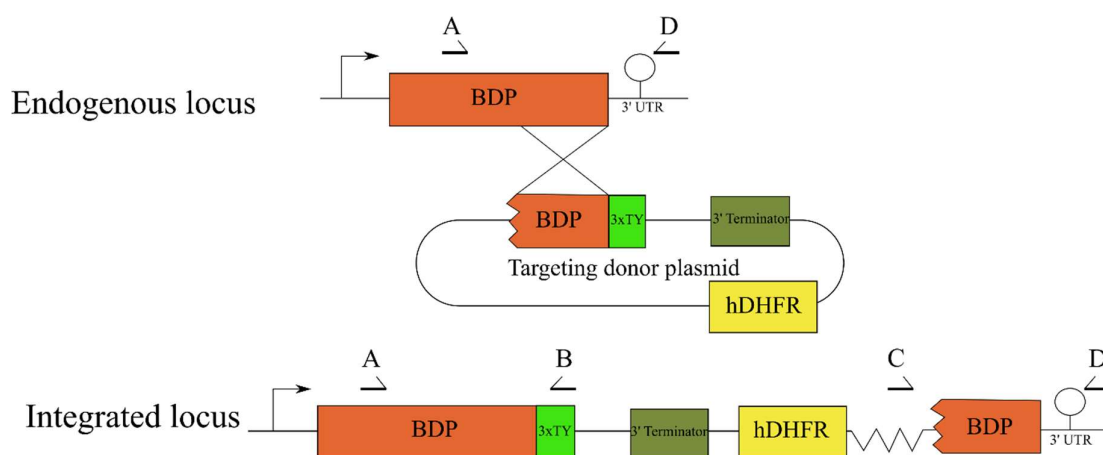 A D
Endogenous locus
BDP
3' UTR
BDP 3xTY 3' Terminator
Targeting donor plasmid
hDHFR
A B C D
Integrated locus
BDP 3xTY 3' Terminator hDHFR BDP 3' UTR